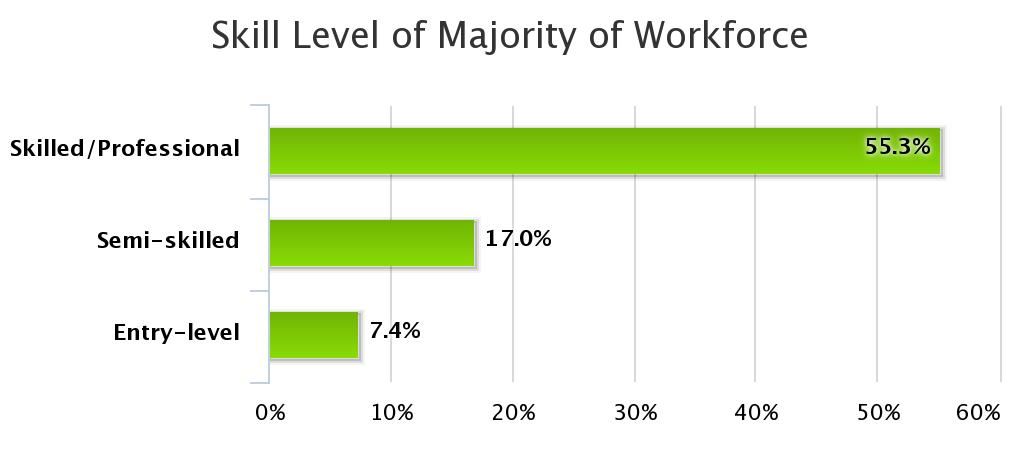 Skill Level of Majority of Workforce
Skilled/Professional
55.3%
Semi-skilled
17.0%
Entry-level
7.4%
0% 10% 20% 30% 40% 50% 60%